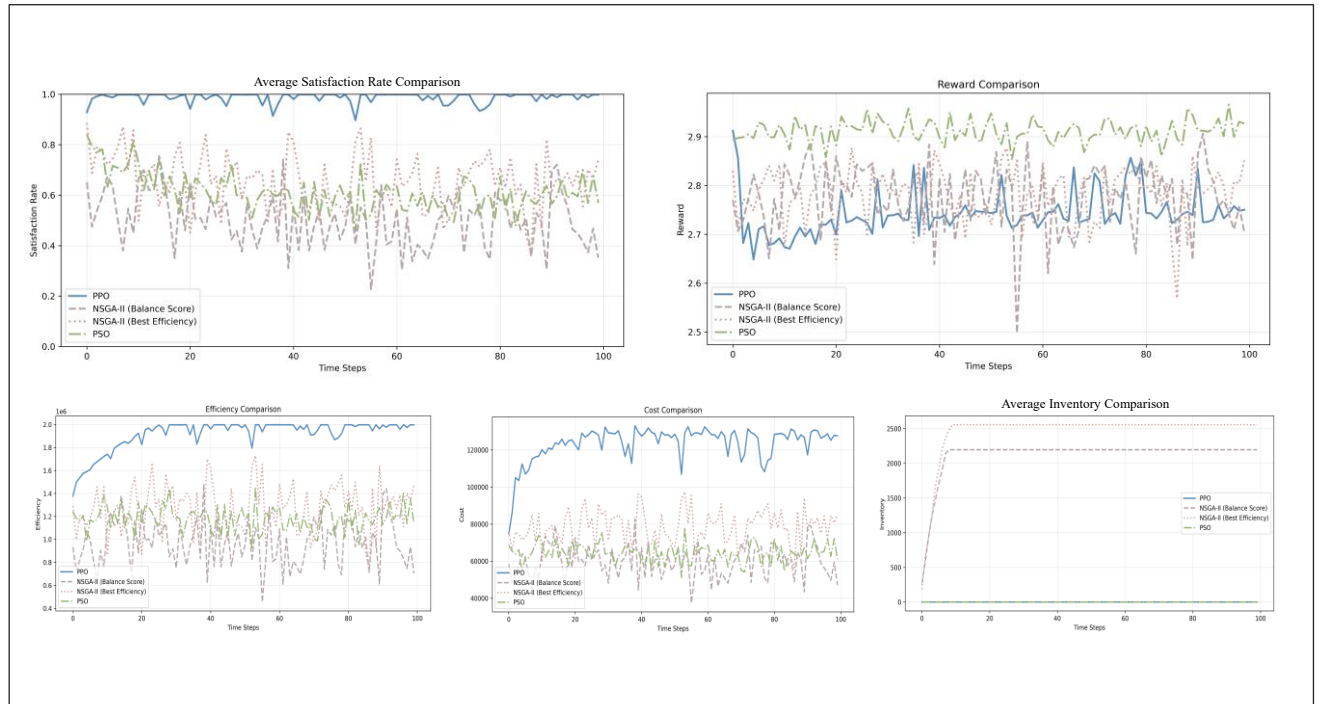 Average Satisfaction Rate Comparison
1.0
0.8
0.6
0.4
0.2
0.0
Satisfaction Rate
PPO
NSGA-II (Balance Score)
NSGA-II (Best Efficiency)
PSO
0 20 40 60 80 100
Time Steps
Reward Comparison
2.9
2.8
2.7
2.6
2.5
Reward
PPO
NSGA-II (Balance Score)
NSGA-II (Best Efficiency)
PSO
0 20 40 60 80 100
Time Steps
Efficiency Comparison
1e6
2.0
1.8
1.6
1.4
1.2
1.0
0.8
0.6
0.4
Efficiency
PPO
NSGA-II (Balance Score)
NSGA-II (Best Efficiency)
PSO
0 20 40 60 80 100
Time Steps
Cost Comparison
120000
100000
80000
60000
40000
Cost
PPO
NSGA-II (Balance Score)
NSGA-II (Best Efficiency)
PSO
0 20 40 60 80 100
Time Steps
Average Inventory Comparison
2500
2000
1500
1000
500
0
Inventory
PPO
NSGA-II (Balance Score)
NSGA-II (Best Efficiency)
PSO
0 20 40 60 80 100
Time Steps